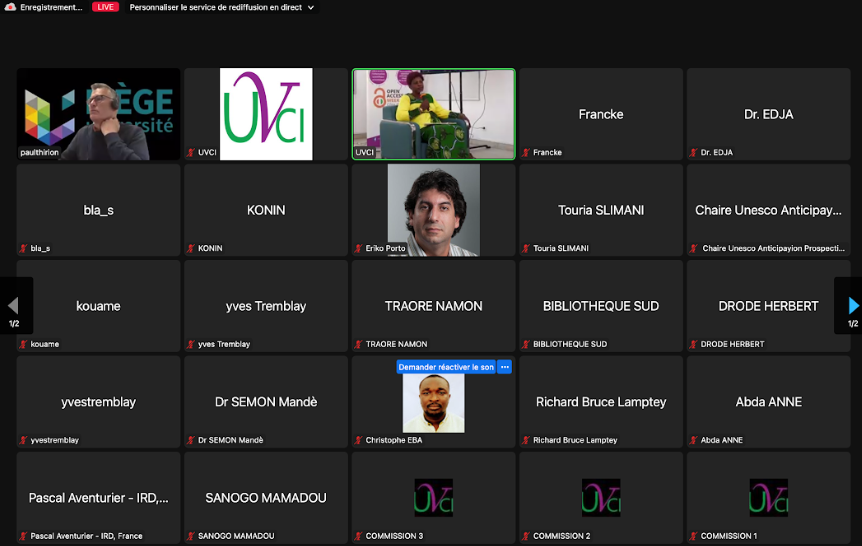 Enregistrement...
LIVE
Personnaliser le service de rediffusion en direct
LIÈGE
université
paulthirion
UVCI
UVCI
OPEN
ACCESS
UVCI
Francke
Francke
Dr. EDJA
Dr. EDJA
bla_s
bla_s
KONIN
KONIN
Eriko Porto
Touria SLIMANI
Touria SLIMANI
Chaire Unesco Anticipay...
Chaire Unesco Anticipayion Prospecti...
1/2
kouame
kouame
yves Tremblay
yves Tremblay
TRAORE NAMON
TRAORE NAMON
BIBLIOTHEQUE SUD
BIBLIOTHEQUE SUD
DRODE HERBERT
DRODE HERBERT
1/2
yvestremblay
yvestremblay
Dr SEMON Mandè
Dr SEMON Mandè
Demander réactiver le son
...
Christophe EBA
Richard Bruce Lamptey
Richard Bruce Lamptey
Abda ANNE
Abda ANNE
Pascal Aventurier - IRD,...
Pascal Aventurier - IRD, France
SANOGO MAMADOU
SANOGO MAMADOU
UVCI
COMMISSION 3
UVCI
COMMISSION 2
UVCI
COMMISSION 1